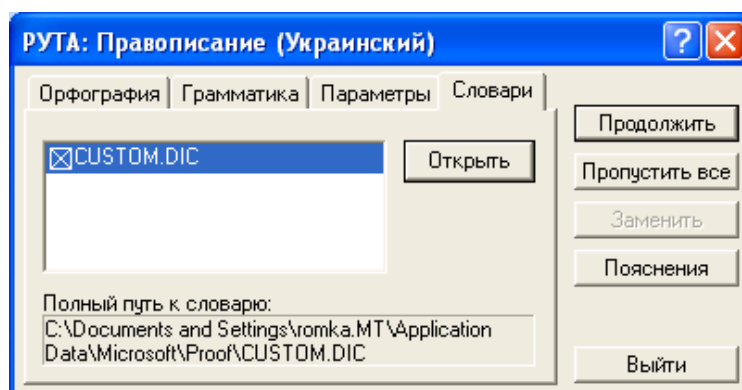 РУТА: Правописание (Украинский)
Орфография
Грамматика
Параметры
Словари
CUSTOM.DIC
Открыть
Полный путь к словарю:
C:\Documents and Settings\romka.MT\Application
Data\Microsoft\Proof\CUSTOM.DIC
Продолжить
Пропустить все
Заменить
Пояснения
Выйти